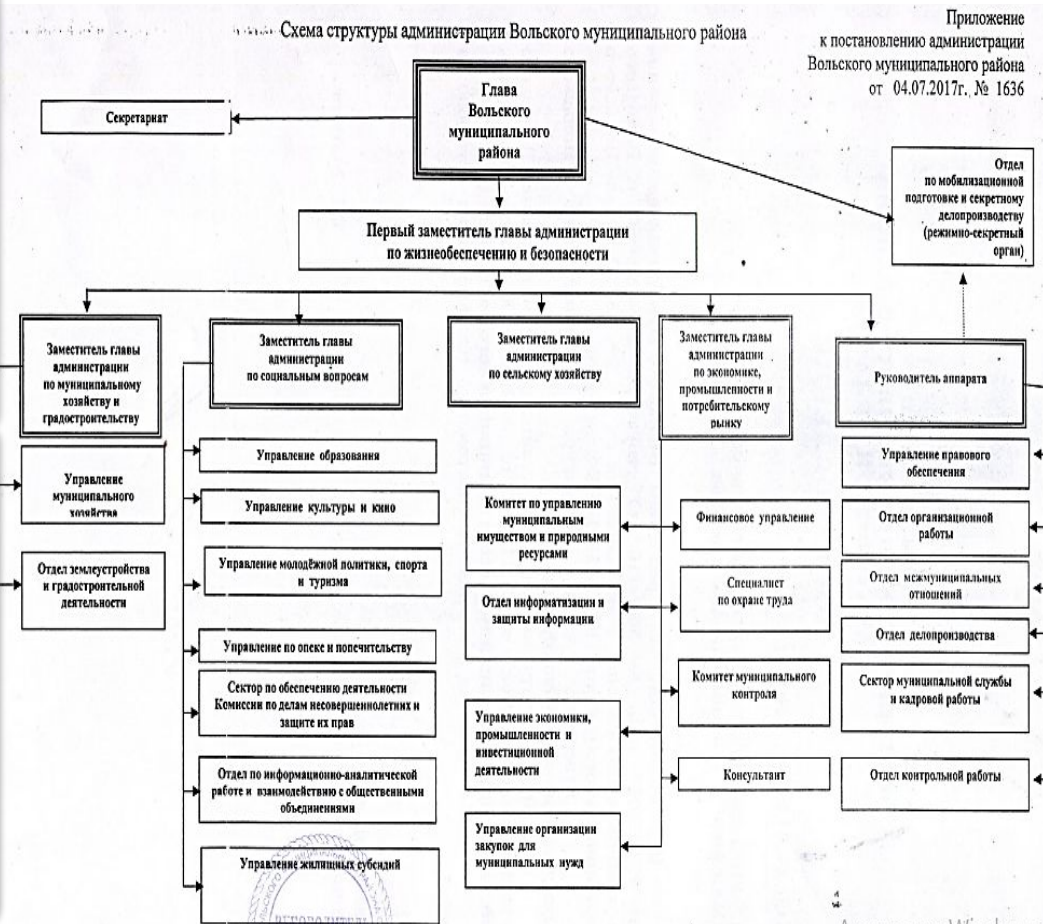 Схема структуры администрации Вольского муниципального района
Приложение
к постановлению администрации
Вольского муниципального района
от 04.07.2017г. № 1636
Глава
Вольского
муниципального
района
Секретариат
Отдел
по мобилизационной
подготовке и секретному
делопроизводству
(режимно-секретный
орган)
Первый заместитель главы администрации
по жизнеобеспечению и безопасности
Заместитель главы
администрации
по муниципальному
хозяйству и
градостроительству
Заместитель главы
администрации
по социальным вопросам
Заместитель главы
администрации
по сельскому хозяйству
Заместитель главы
администрации
по экономике,
промышленности и
потребительскому
рынку
Руководитель аппарата
Управление
муниципального
хозяйства
Отдел землеустройства
и градостроительной
деятельности
Управление образования
Управление культуры и кино
Управление молодёжной политики, спорта
и туризма
Управление по опеке и попечительству
Сектор по обеспечению деятельности
Комиссии по делам несовершеннолетних и
защите их прав
Отдел по информационно-аналитической
работе и взаимодействию с общественными
объединениями
Управление жилищных субсидий
Комитет по управлению
муниципальным
имуществом и природными
ресурсами
Отдел информатизации и
защиты информации
Управление экономики,
промышленности и
инвестиционной
деятельности
Управление организации
закупок для
муниципальных нужд
Финансовое управление
Специалист
по охране труда
Комитет муниципального
контроля
Консультант
Управление правового
обеспечения
Отдел организационной
работы
Отдел межмуниципальных
отношений
Отдел делопроизводства
Сектор муниципальной службы
и кадровой работы
Отдел контрольной работы